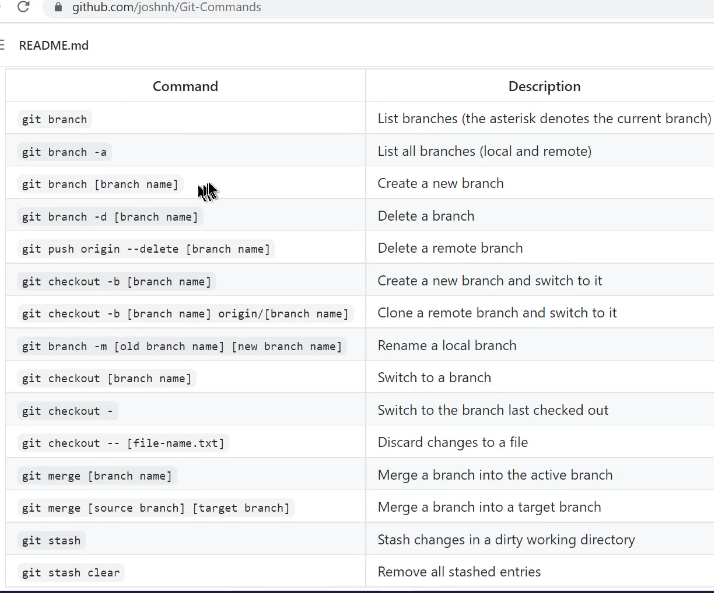 github.com/joshnh/Git-Commands
README.md
Command Description
git branch List branches (the asterisk denotes the current branch)
git branch -a List all branches (local and remote)
git branch [branch name] Create a new branch
git branch -d [branch name] Delete a branch
git push origin --delete [branch name] Delete a remote branch
git checkout -b [branch name] Create a new branch and switch to it
git checkout -b [branch name] origin/[branch name] Clone a remote branch and switch to it
git branch -m [old branch name] [new branch name] Rename a local branch
git checkout [branch name] Switch to a branch
git checkout - Switch to the branch last checked out
git checkout -- [file-name.txt] Discard changes to a file
git merge [branch name] Merge a branch into the active branch
git merge [source branch] [target branch] Merge a branch into a target branch
git stash Stash changes in a dirty working directory
git stash clear Remove all stashed entries